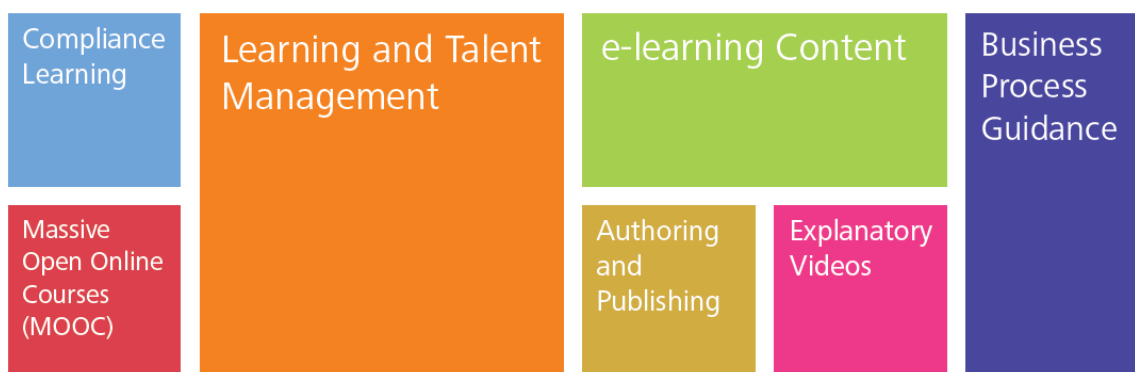 Compliance
Learning
Massive
Open Online
Courses
(MOOC)
Learning and Talent
Management
e-learning Content
Authoring
and
Publishing
Explanatory
Videos
Business
Process
Guidance